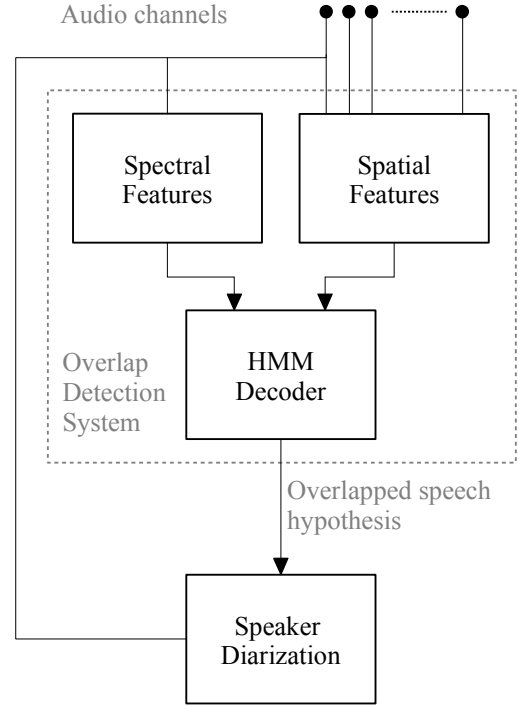 Audio channels
Spectral
Features
Spatial
Features
HMM
Decoder
Overlap
Detection
System
Overlapped speech
hypothesis
Speaker
Diarization